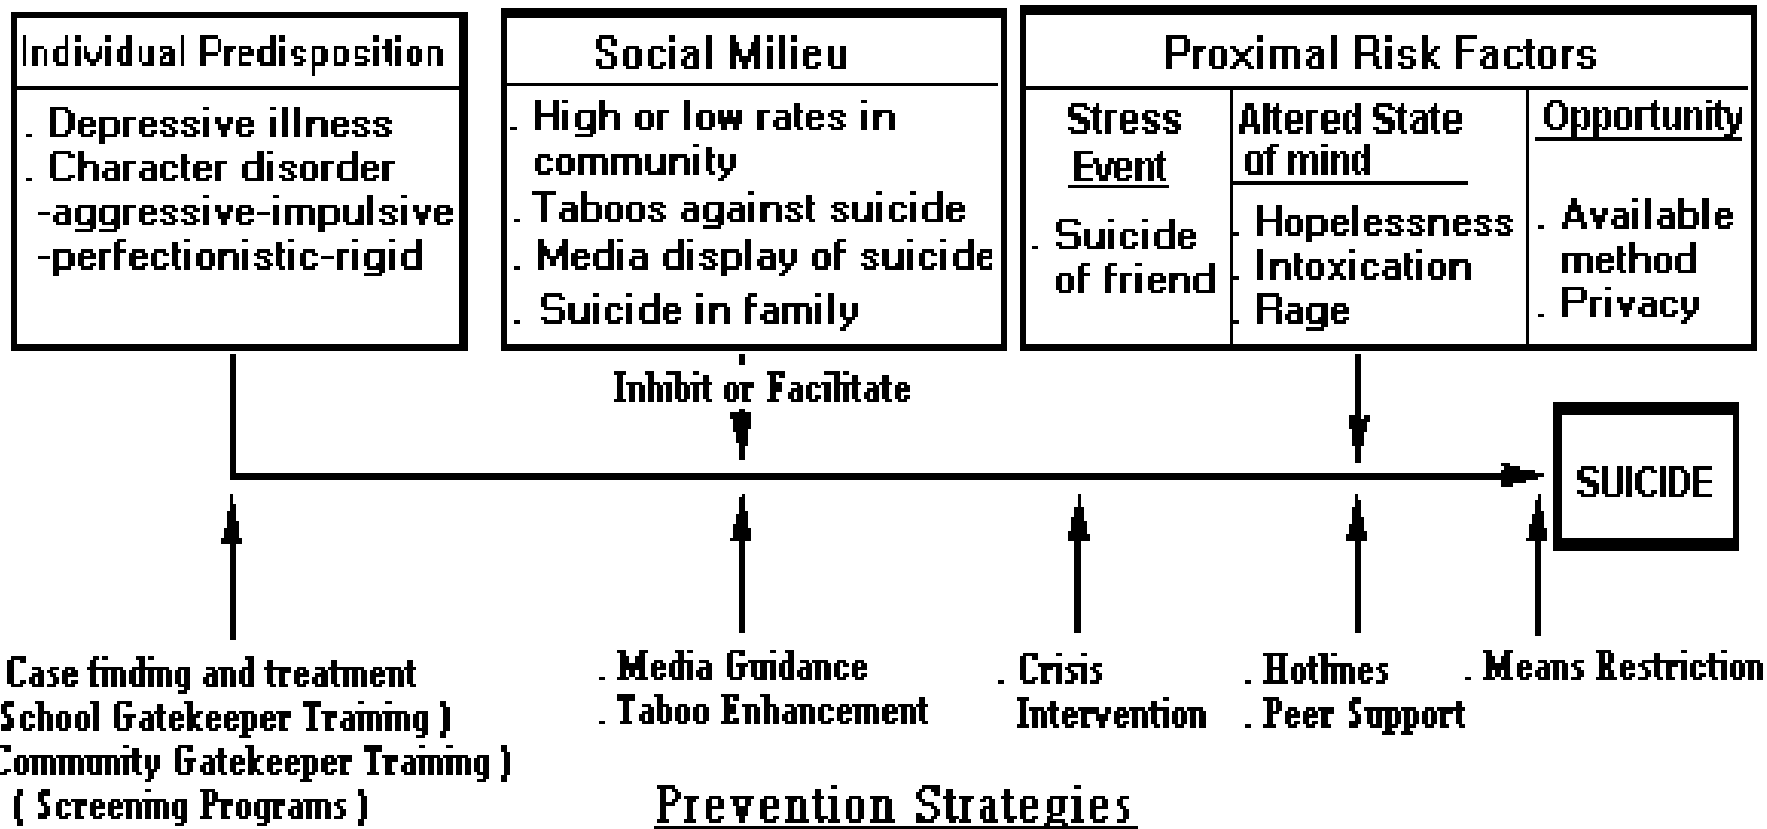 Individual Predisposition
. Depressive illness
. Character disorder
-aggressive-impulsive
-perfectionistic-rigid
Social Milieu
. High or low rates in
community
. Taboos against suicide
. Media display of suicide
. Suicide in family
Proximal Risk Factors
Stress
Event
. Suicide
of friend
Altered State
of mind
. Hopelessness
. Intoxication
. Rage
Opportunity
. Available
method
. Privacy
Inhibit or Facilitate
SUICIDE
Case finding and treatment
School Gatekeeper Training )
Community Gatekeeper Training )
( Screening Programs )
. Media Guidance
. Taboo Enhancement
. Crisis
Intervention
. Hotlines
. Peer Support
. Means Restriction
Prevention Strategies